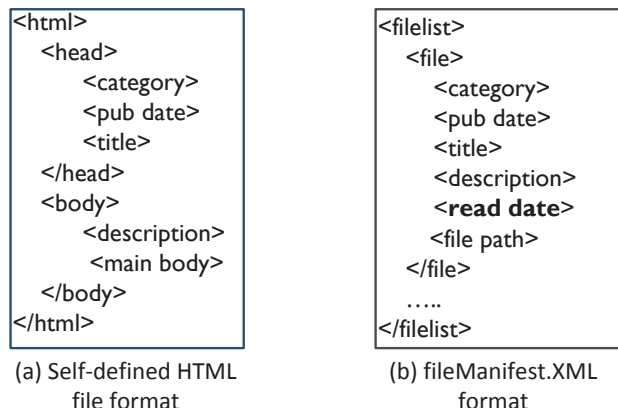 <html>
<head>
<category>
<pub date>
<title>
</head>
<body>
<description>
<main body>
</body>
</html>
(a) Self-defined HTML
file format
<filelist>
<file>
<category>
<pub date>
<title>
<description>
<read date>
<file path>
</file>
.....
</filelist>
(b) fileManifest.XML
format